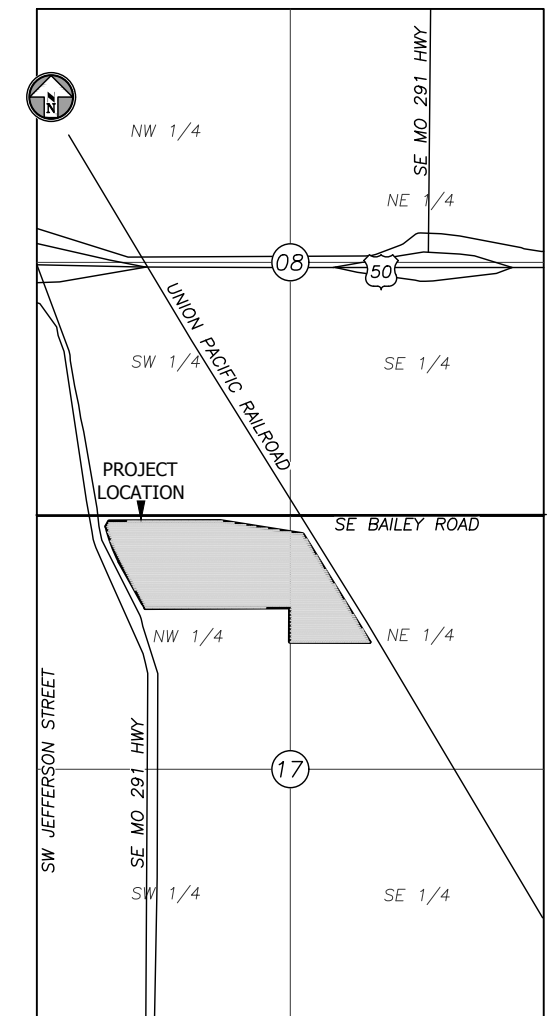 SE MO 291 HWY
N
NW 1/4
NE 1/4
08
50
UNION PACIFIC RAILROAD
SW 1/4
SE 1/4
PROJECT
LOCATION
SE BAILEY ROAD
NW 1/4
NE 1/4
SW JEFFERSON STREET
SE MO 291 HWY
17
SW 1/4
SE 1/4